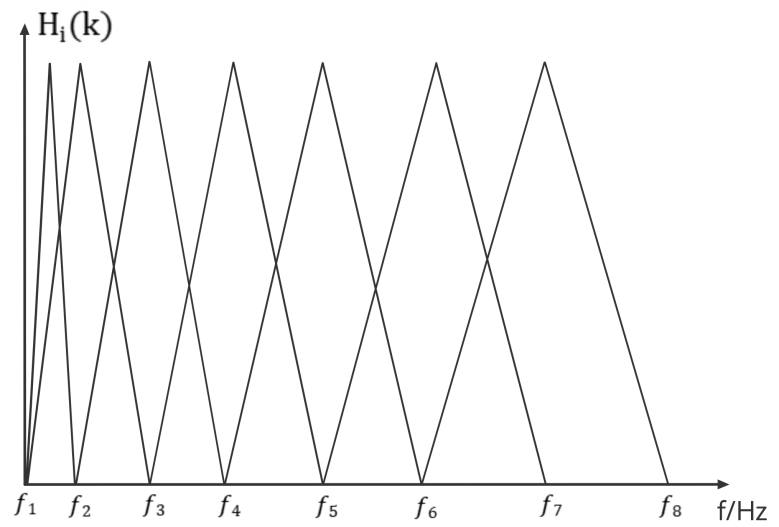 Hᵢ(k)
f₁ f₂ f₃ f₄ f₅ f₆ f₇ f₈ f/Hz